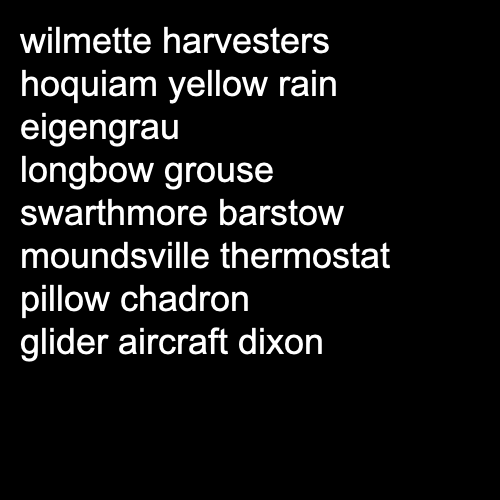 wilmette harvesters
hoquiam yellow rain
eigengrau
longbow grouse
swarthmore barstow
moundsville thermostat
pillow chadron
glider aircraft dixon